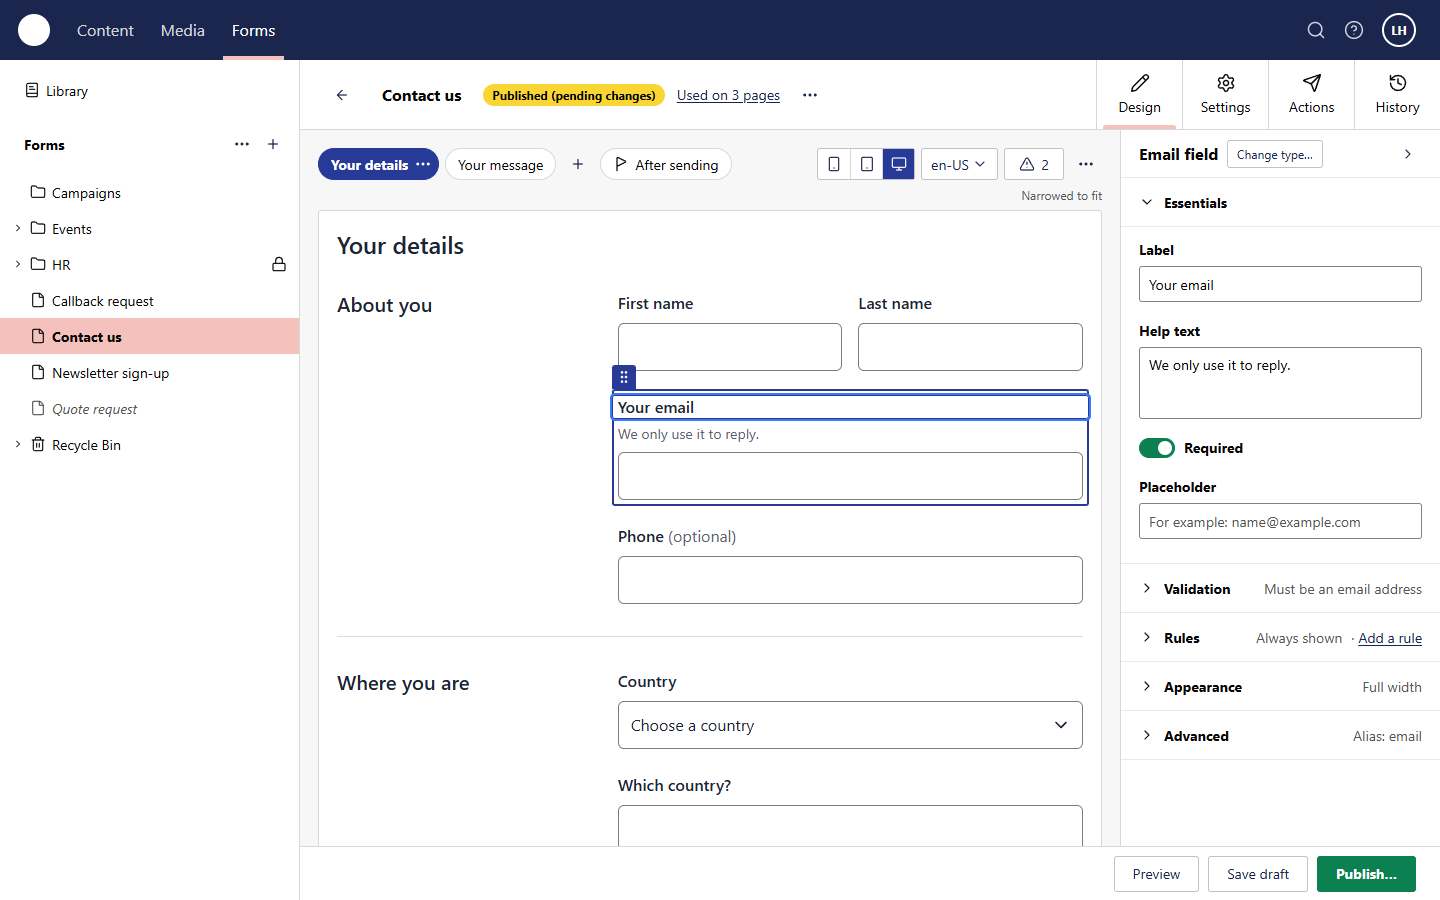 Content Media Forms
LH
Library
Forms
Campaigns
Events
HR
Callback request
Contact us
Newsletter sign-up
Quote request
Recycle Bin
Contact us Published (pending changes) Used on 3 pages
Design Settings Actions History
Your details Your message After sending en-US 2
Narrowed to fit
Your details
About you First name Last name
Your email
We only use it to reply.
Phone (optional)
Where you are Country
Choose a country
Which country?
Email field Change type...
Essentials
Label
Your email
Help text
We only use it to reply.
Required
Placeholder
For example: name@example.com
Validation Must be an email address
Rules Always shown · Add a rule
Appearance Full width
Advanced Alias: email
Preview Save draft Publish...